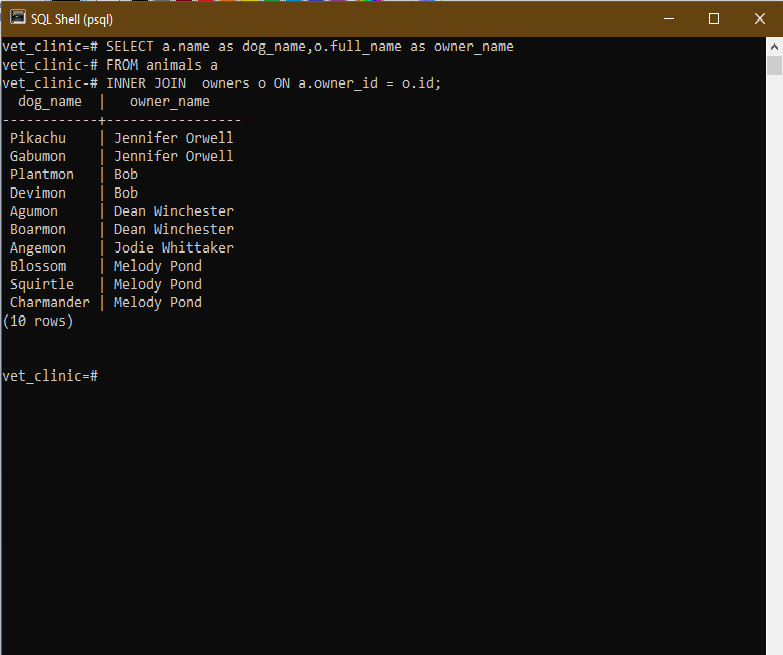 SQL Shell (psql)
vet_clinic=# SELECT a.name as dog_name,o.full_name as owner_name
vet_clinic-# FROM animals a
vet_clinic-# INNER JOIN  owners o ON a.owner_id = o.id;
  dog_name  |   owner_name
------------+-----------------
 Pikachu    | Jennifer Orwell
 Gabumon    | Jennifer Orwell
 Plantmon   | Bob
 Devimon    | Bob
 Agumon     | Dean Winchester
 Boarmon    | Dean Winchester
 Angemon    | Jodie Whittaker
 Blossom    | Melody Pond
 Squirtle   | Melody Pond
 Charmander | Melody Pond
(10 rows)
vet_clinic=#